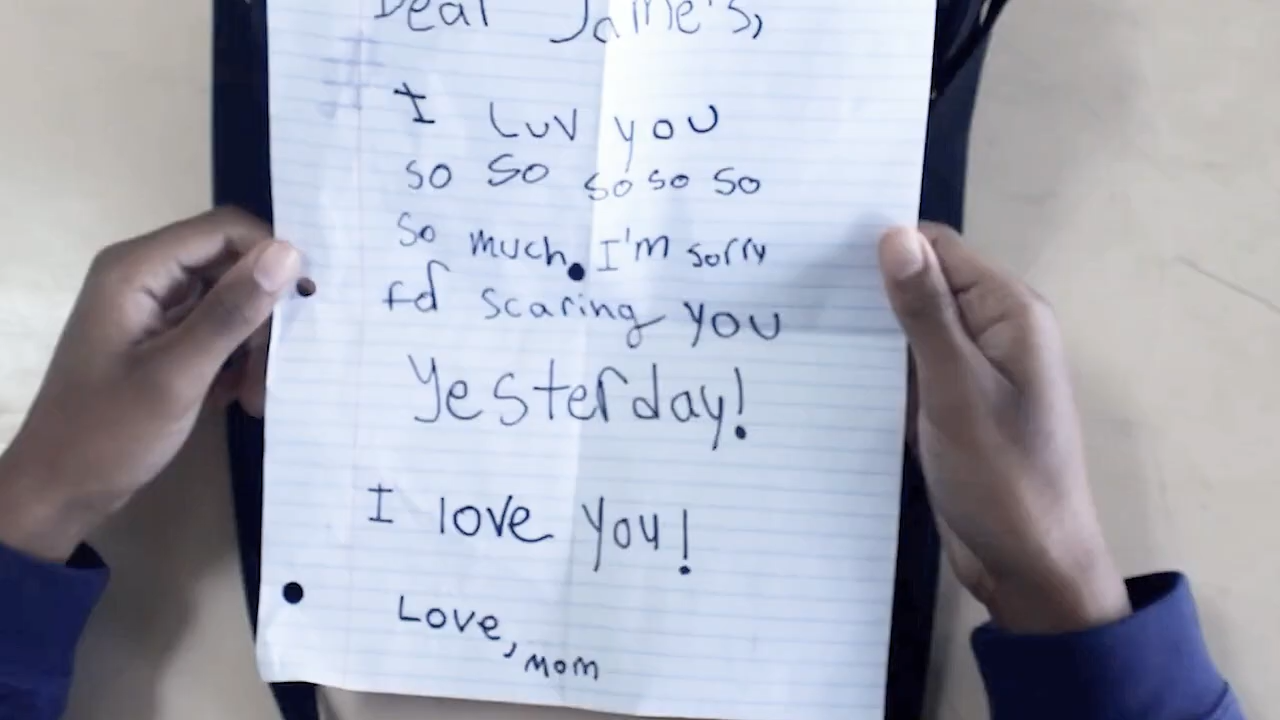 Dear Jame's,
I Luv you
so so so so so
so much. I'm sorry
for scaring you
Yesterday!
I love you!
Love,
mom